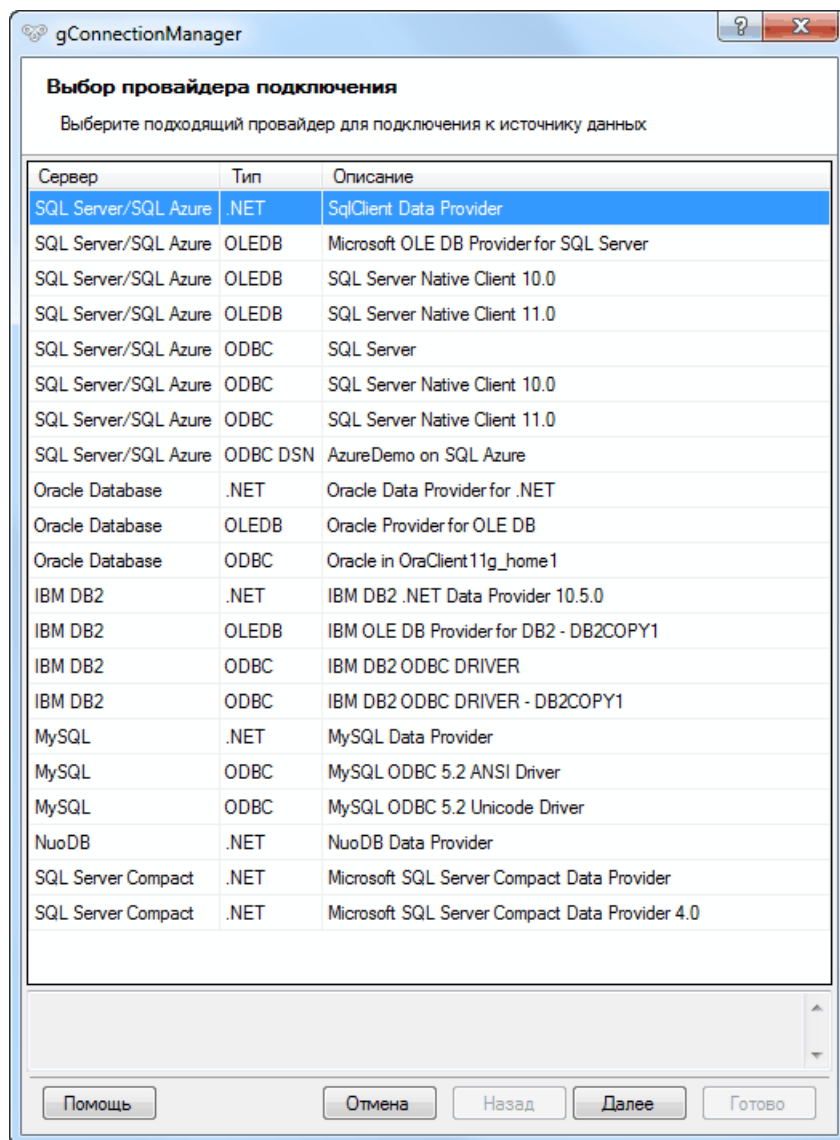 gConnectionManager
Выбор провайдера подключения
Выберите подходящий провайдер для подключения к источнику данных
Сервер Тип Описание
SQL Server/SQL Azure .NET SqlClient Data Provider
SQL Server/SQL Azure OLEDB Microsoft OLE DB Provider for SQL Server
SQL Server/SQL Azure OLEDB SQL Server Native Client 10.0
SQL Server/SQL Azure OLEDB SQL Server Native Client 11.0
SQL Server/SQL Azure ODBC SQL Server
SQL Server/SQL Azure ODBC SQL Server Native Client 10.0
SQL Server/SQL Azure ODBC SQL Server Native Client 11.0
SQL Server/SQL Azure ODBC DSN AzureDemo on SQL Azure
Oracle Database .NET Oracle Data Provider for .NET
Oracle Database OLEDB Oracle Provider for OLE DB
Oracle Database ODBC Oracle in OraClient11g_home1
IBM DB2 .NET IBM DB2 .NET Data Provider 10.5.0
IBM DB2 OLEDB IBM OLE DB Provider for DB2 - DB2COPY1
IBM DB2 ODBC IBM DB2 ODBC DRIVER
IBM DB2 ODBC IBM DB2 ODBC DRIVER - DB2COPY1
MySQL .NET MySQL Data Provider
MySQL ODBC MySQL ODBC 5.2 ANSI Driver
MySQL ODBC MySQL ODBC 5.2 Unicode Driver
NuoDB .NET NuoDB Data Provider
SQL Server Compact .NET Microsoft SQL Server Compact Data Provider
SQL Server Compact .NET Microsoft SQL Server Compact Data Provider 4.0
Помощь Отмена Назад Далее Готово